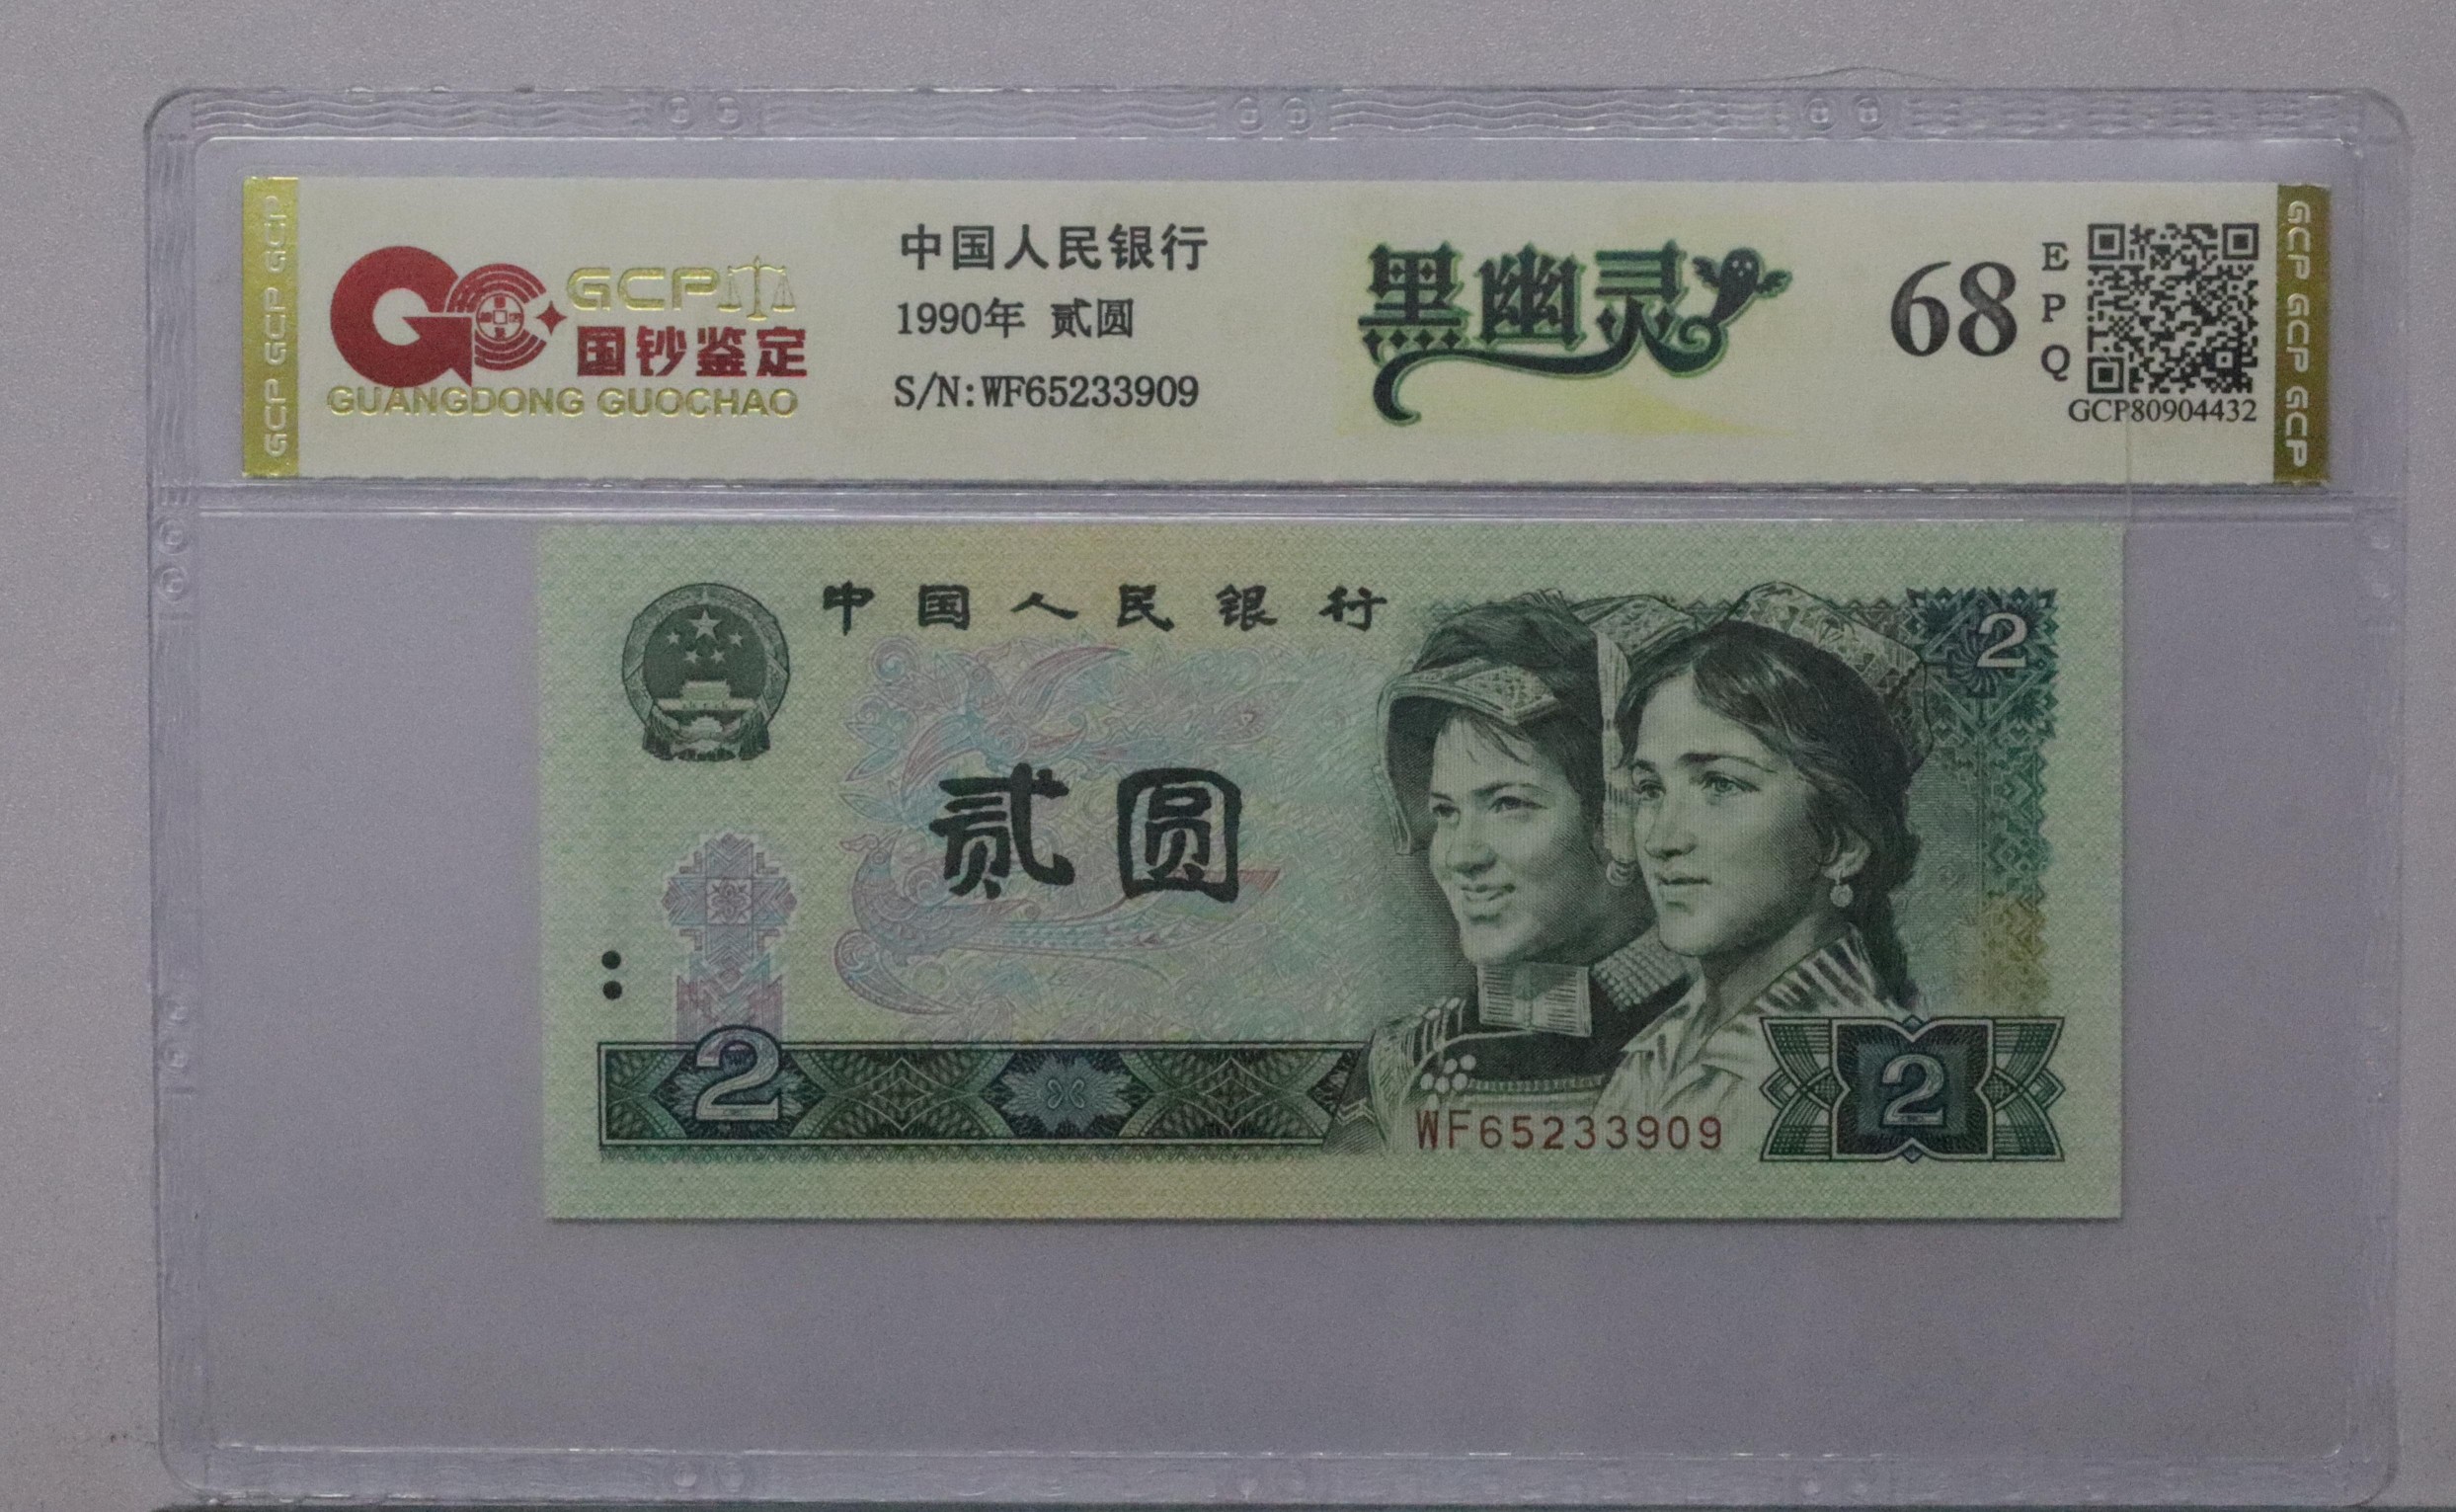 GCP GCP GCP
GCP
国钞鉴定
GUANGDONG GUOCHAO
中国人民银行
1990年 贰圆
S/N:WF65233909
黑幽灵
68
EPQ
GCP80904432
GCP GCP GCP
中国人民银行
2
贰圆
2
WF65233909
2